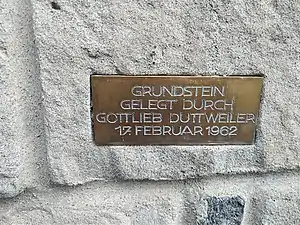 GRUNDSTEIN
GELEGT DURCH
GOTTLIEB DUTTWEILER
17. FEBRUAR 1962